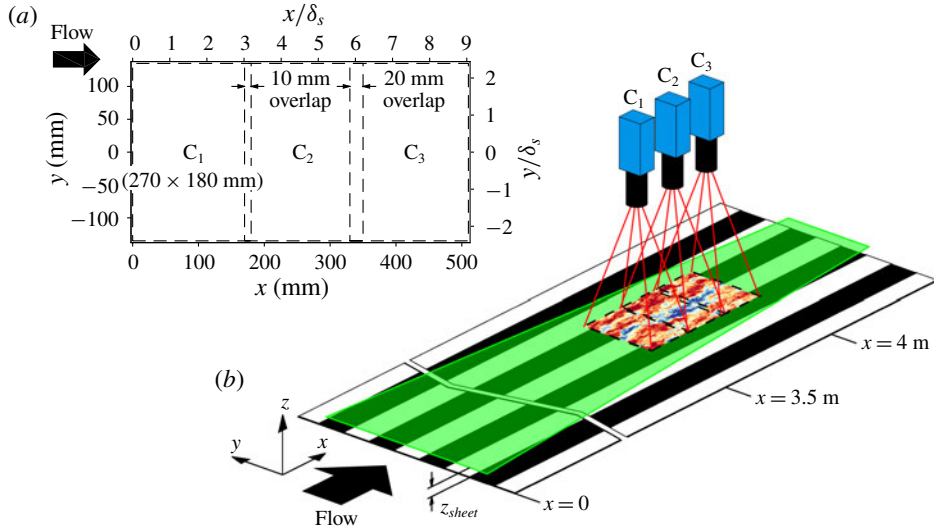 (a)
x/δs
Flow
0 1 2 3 4 5 6 7 8 9
100
50
0
−50
−100
y (mm)
10 mm
overlap
20 mm
overlap
C1
C2
C3
(270 × 180 mm)
2
1
0
−1
−2
y/δs
0 100 200 300 400 500
x (mm)
C1
C2
C3
(b)
z
y
x
Flow
zsheet
x = 0
x = 3.5 m
x = 4 m